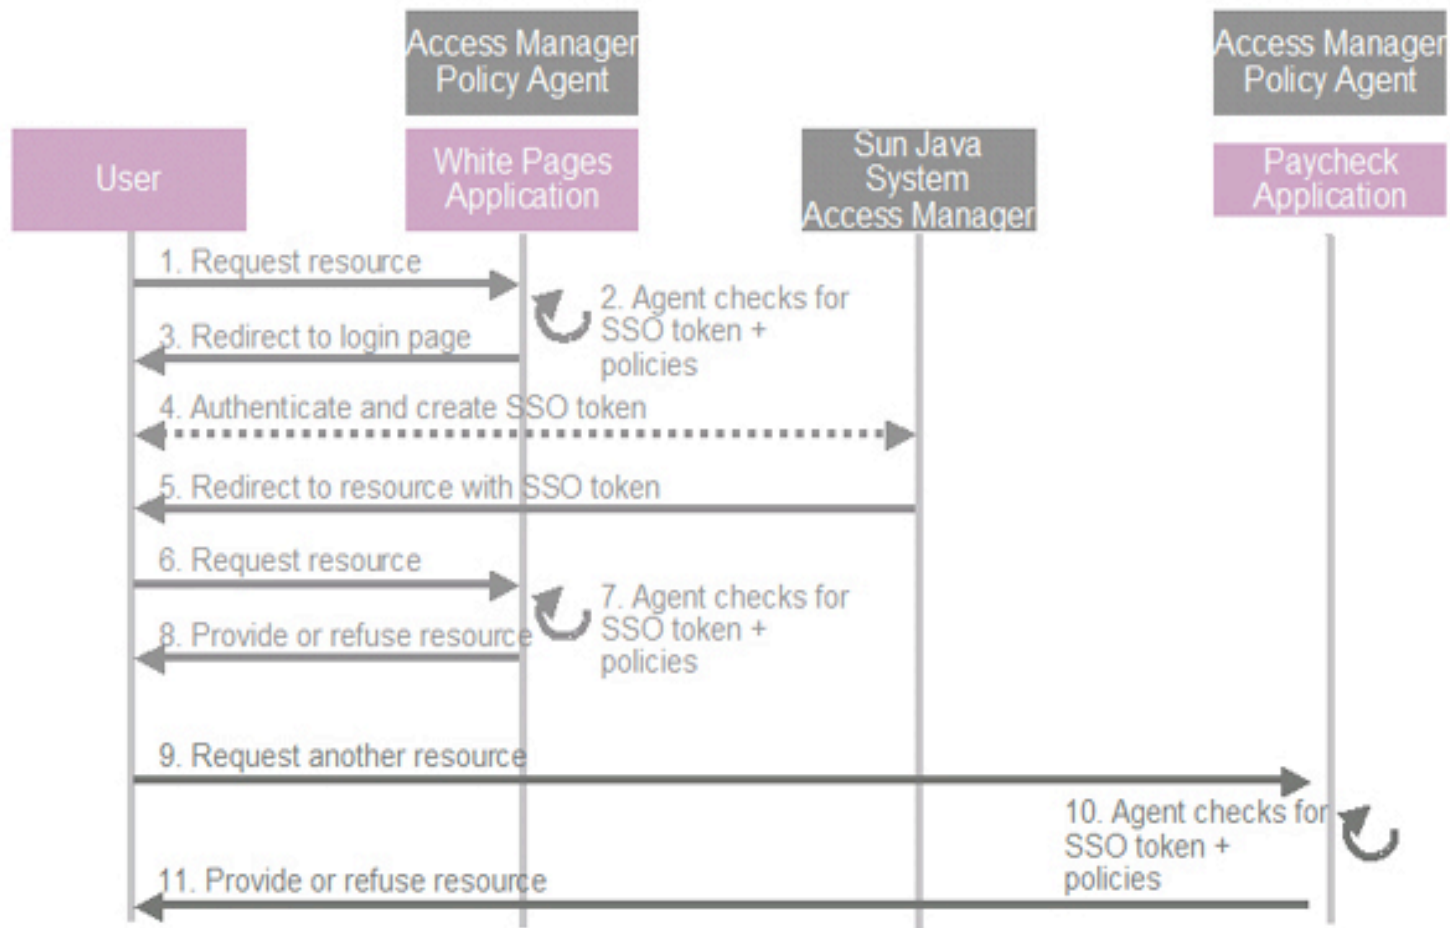 Access Manager
Policy Agent
Access Manager
Policy Agent
User
White Pages
Application
Sun Java
System
Access Manager
Paycheck
Application
1. Request resource
2. Agent checks for
SSO token +
policies
3. Redirect to login page
4. Authenticate and create SSO token
5. Redirect to resource with SSO token
6. Request resource
7. Agent checks for
SSO token +
policies
8. Provide or refuse resource
9. Request another resource
10. Agent checks for
SSO token +
policies
11. Provide or refuse resource